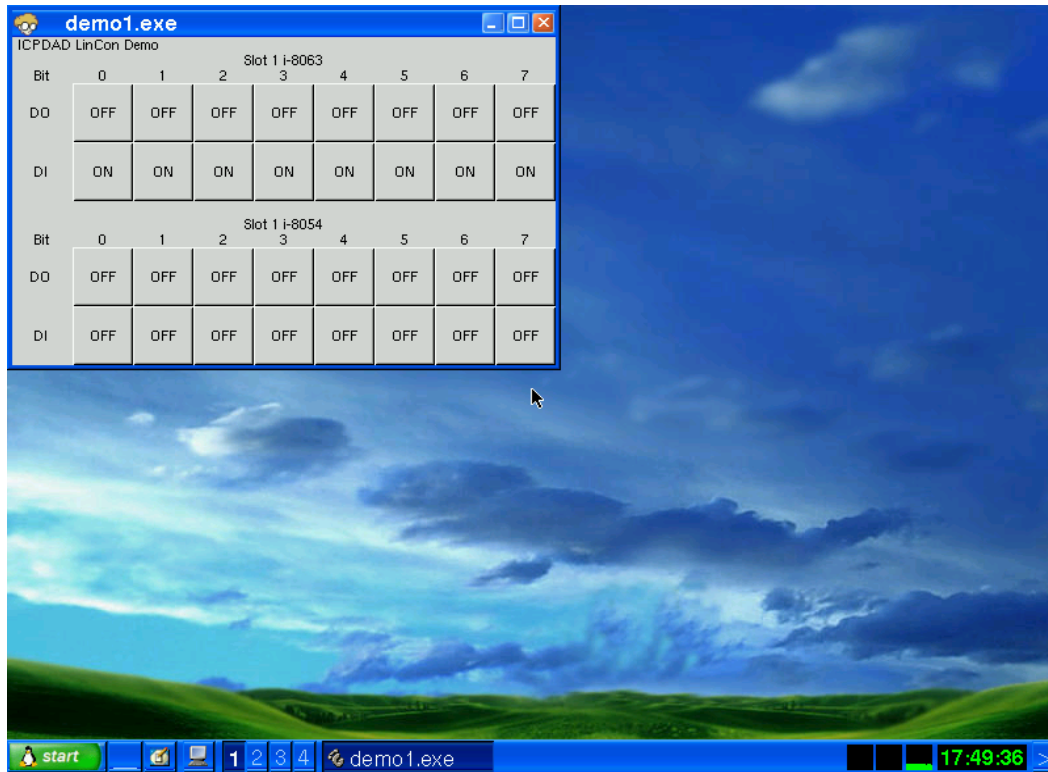 demo1.exe
ICPDAD LinCon Demo
Slot 1 i-8063
Bit 0 1 2 3 4 5 6 7
DO OFF OFF OFF OFF OFF OFF OFF OFF
DI ON ON ON ON ON ON ON ON
Slot 1 i-8054
Bit 0 1 2 3 4 5 6 7
DO OFF OFF OFF OFF OFF OFF OFF OFF
DI OFF OFF OFF OFF OFF OFF OFF OFF
start 1 2 3 4 demo1.exe 17:49:36 >